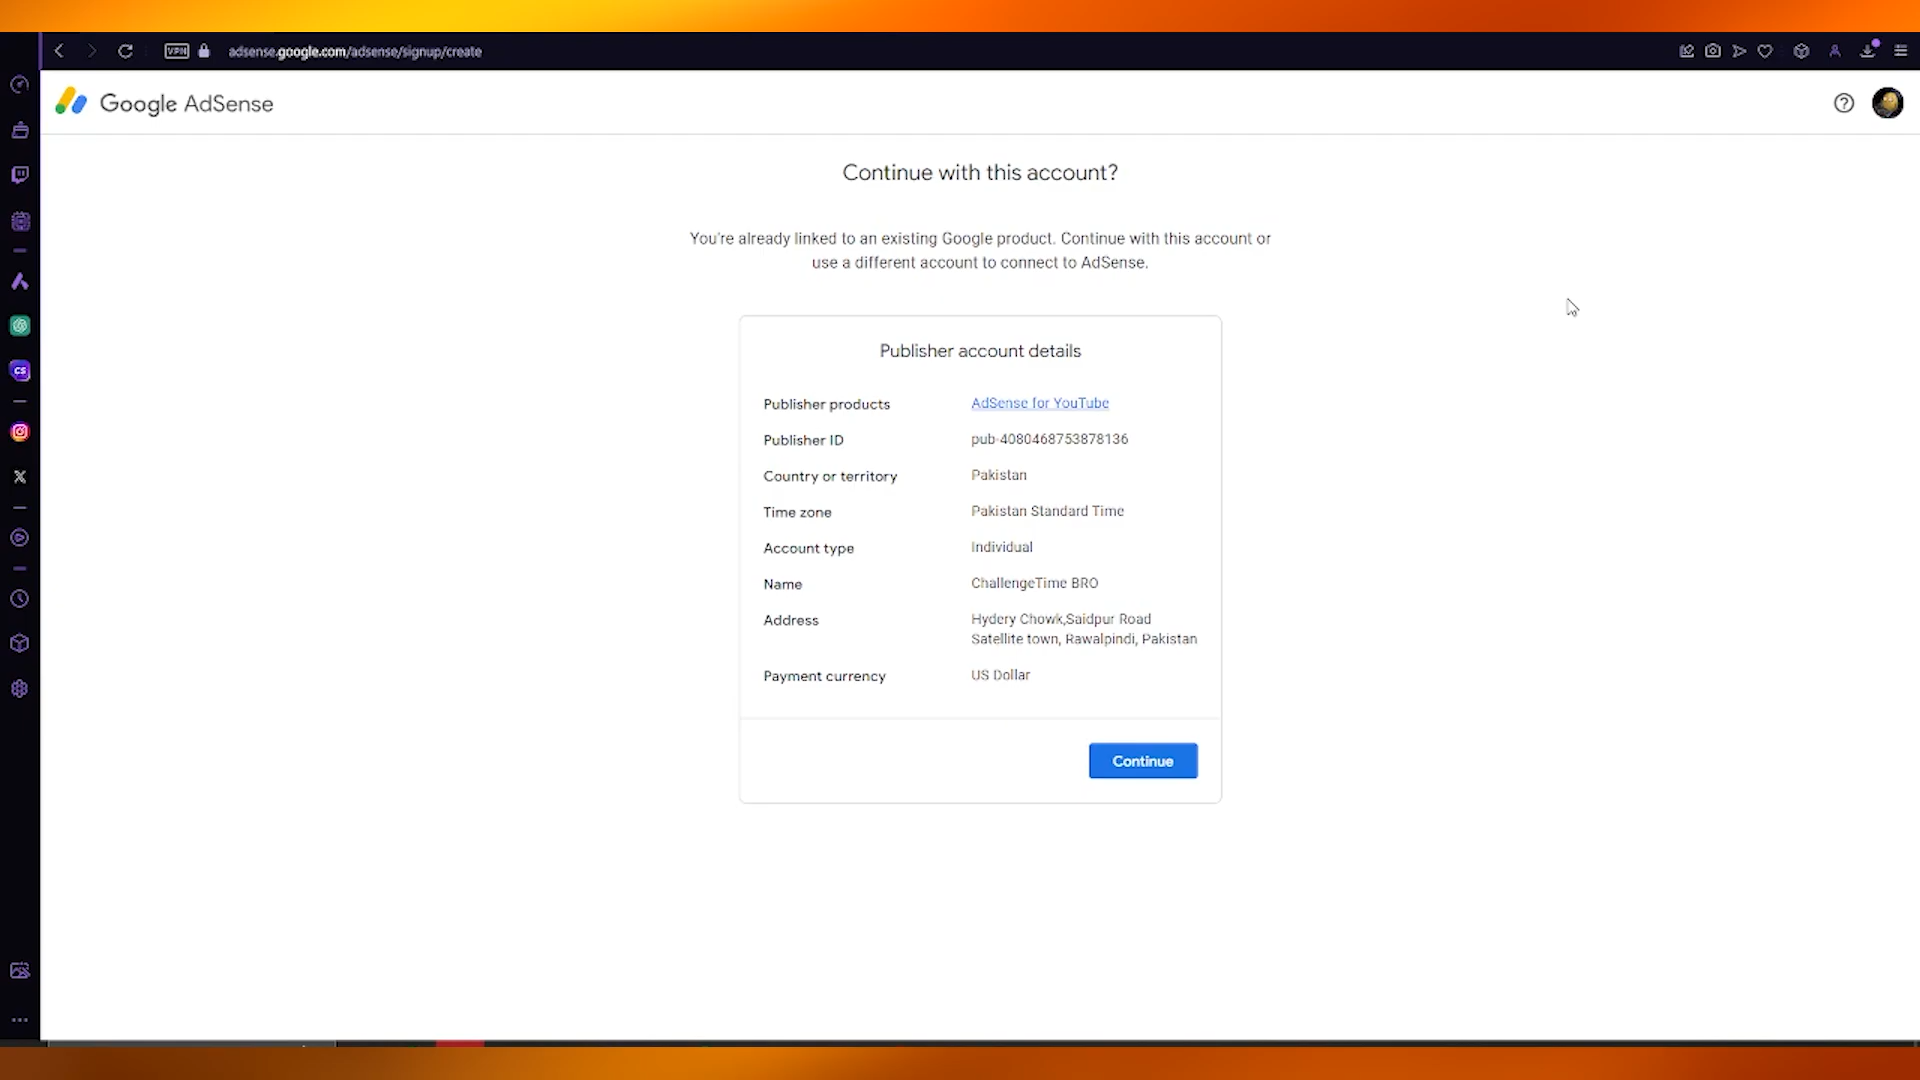 VPN adsense.google.com/adsense/signup/create
Google AdSense
Continue with this account?
You're already linked to an existing Google product. Continue with this account or
use a different account to connect to AdSense.
Publisher account details
Publisher products AdSense for YouTube
Publisher ID pub-4080468753878136
Country or territory Pakistan
Time zone Pakistan Standard Time
Account type Individual
Name ChallengeTime BRO
Address Hydery Chowk,Saidpur Road
Satellite town, Rawalpindi, Pakistan
Payment currency US Dollar
Continue
CS